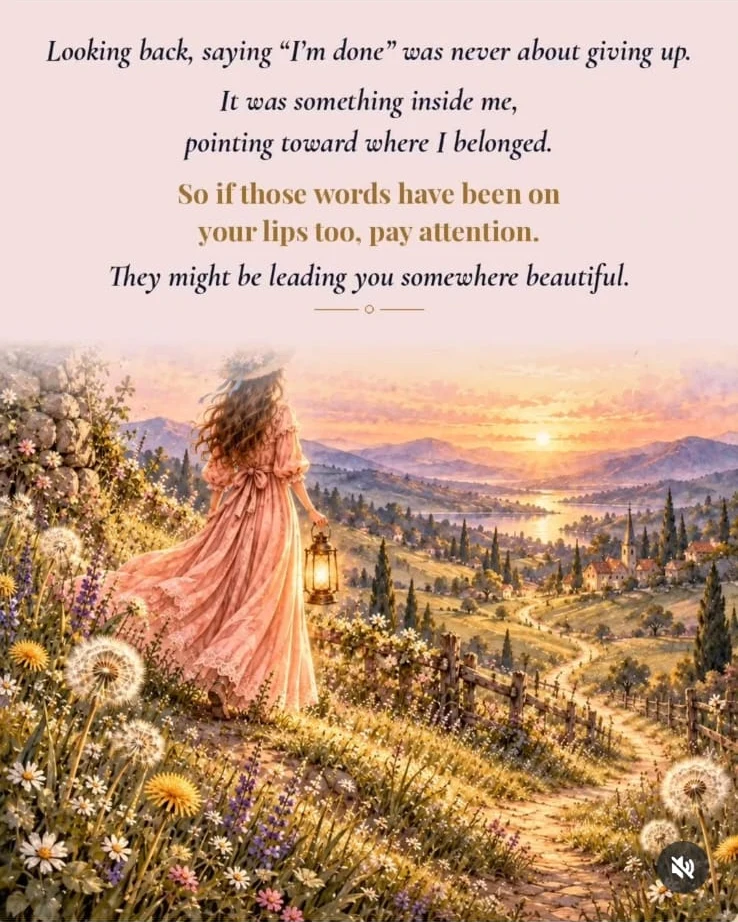 Looking back, saying “I’m done” was never about giving up.
It was something inside me,
pointing toward where I belonged.
So if those words have been on
your lips too, pay attention.
They might be leading you somewhere beautiful.